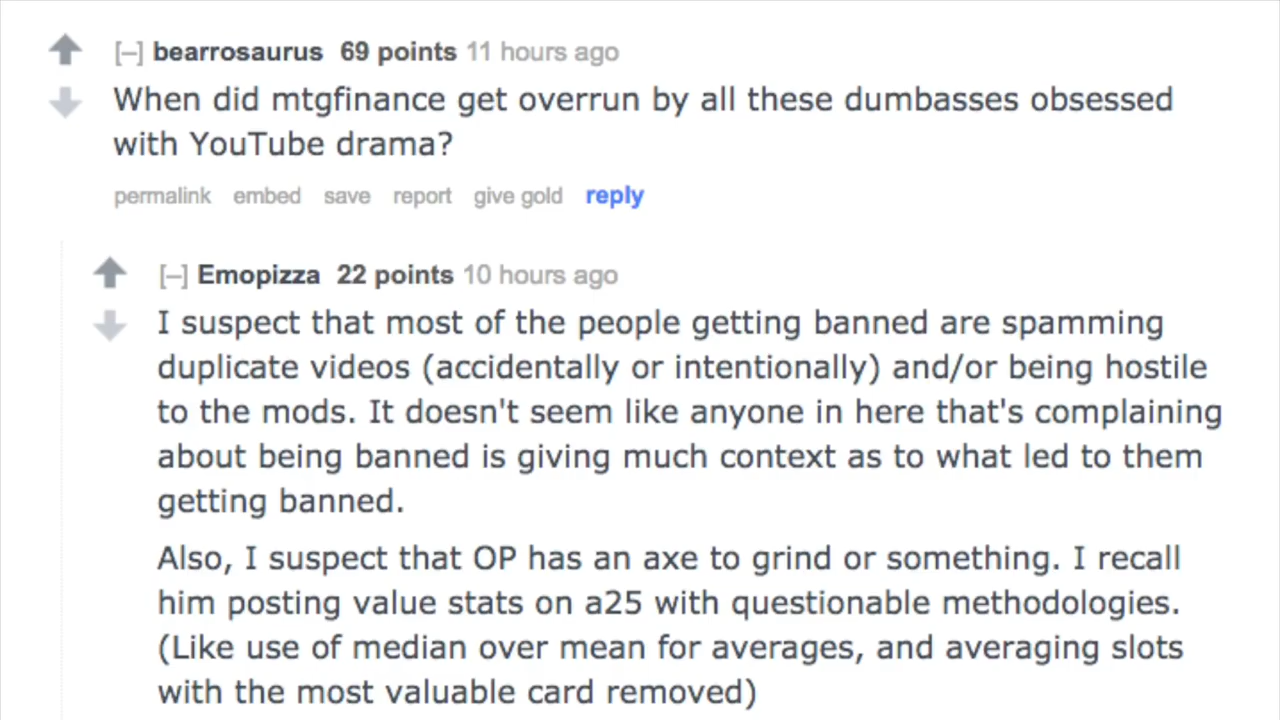 [–] bearrosaurus 69 points 11 hours ago
When did mtgfinance get overrun by all these dumbasses obsessed
with YouTube drama?
permalink embed save report give gold reply
[–] Emopizza 22 points 10 hours ago
I suspect that most of the people getting banned are spamming
duplicate videos (accidentally or intentionally) and/or being hostile
to the mods. It doesn't seem like anyone in here that's complaining
about being banned is giving much context as to what led to them
getting banned.
Also, I suspect that OP has an axe to grind or something. I recall
him posting value stats on a25 with questionable methodologies.
(Like use of median over mean for averages, and averaging slots
with the most valuable card removed)